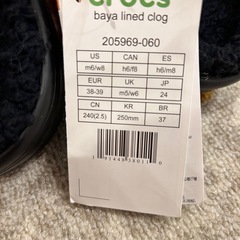 crocs
baya lined clog
205969-060
US CAN ES
m6/w8 h6/f8 h6/m8
EUR UK JP
38-39 m5/w6 24
CN KR BR
240(2.5) 250mm 37